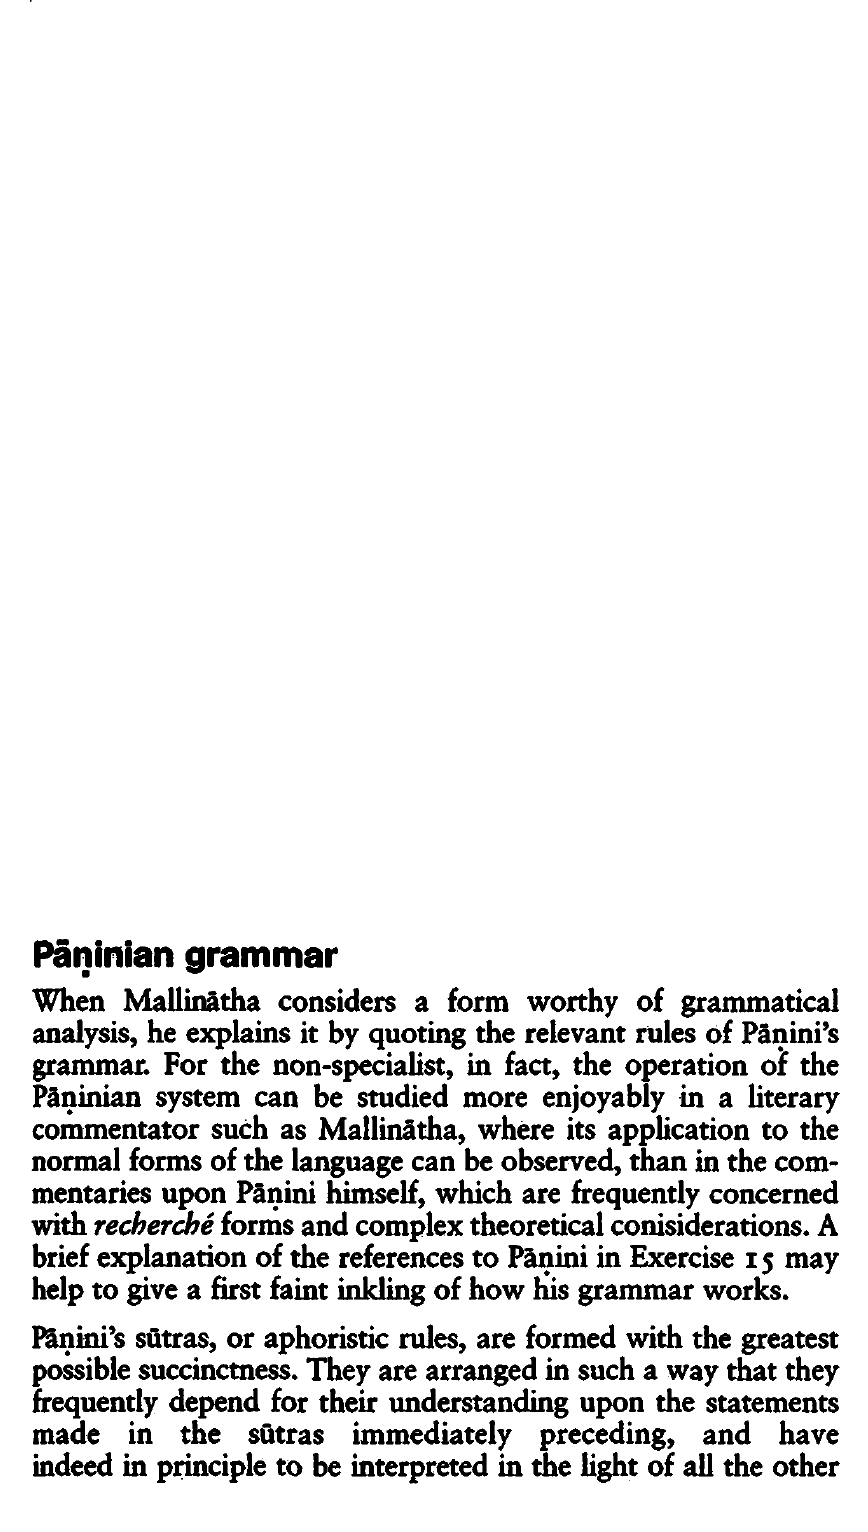 Pāṇinian grammar
When Mallinātha considers a form worthy of grammatical
analysis, he explains it by quoting the relevant rules of Pāṇini's
grammar. For the non-specialist, in fact, the operation of the
Pāṇinian system can be studied more enjoyably in a literary
commentator such as Mallinātha, where its application to the
normal forms of the language can be observed, than in the com-
mentaries upon Pāṇini himself, which are frequently concerned
with recherché forms and complex theoretical conisiderations. A
brief explanation of the references to Pāṇini in Exercise 15 may
help to give a first faint inkling of how his grammar works.
Pāṇini's sūtras, or aphoristic rules, are formed with the greatest
possible succinctness. They are arranged in such a way that they
frequently depend for their understanding upon the statements
made in the sūtras immediately preceding, and have
indeed in principle to be interpreted in the light of all the other